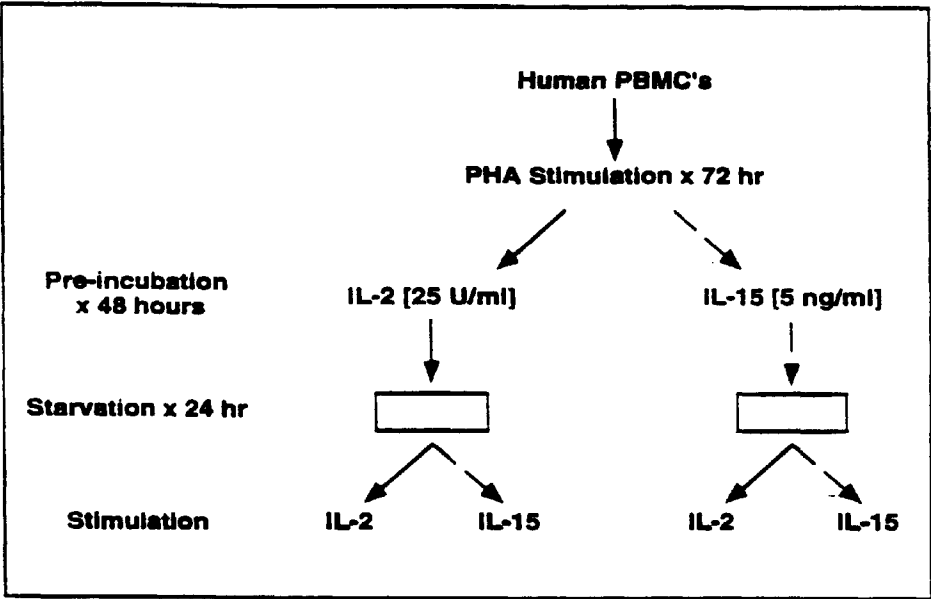 Human PBMC's
PHA Stimulation x 72 hr
Pre-incubation
x 48 hours
IL-2 [25 U/ml]
IL-15 [5 ng/ml]
Starvation x 24 hr
Stimulation
IL-2
IL-15
IL-2
IL-15